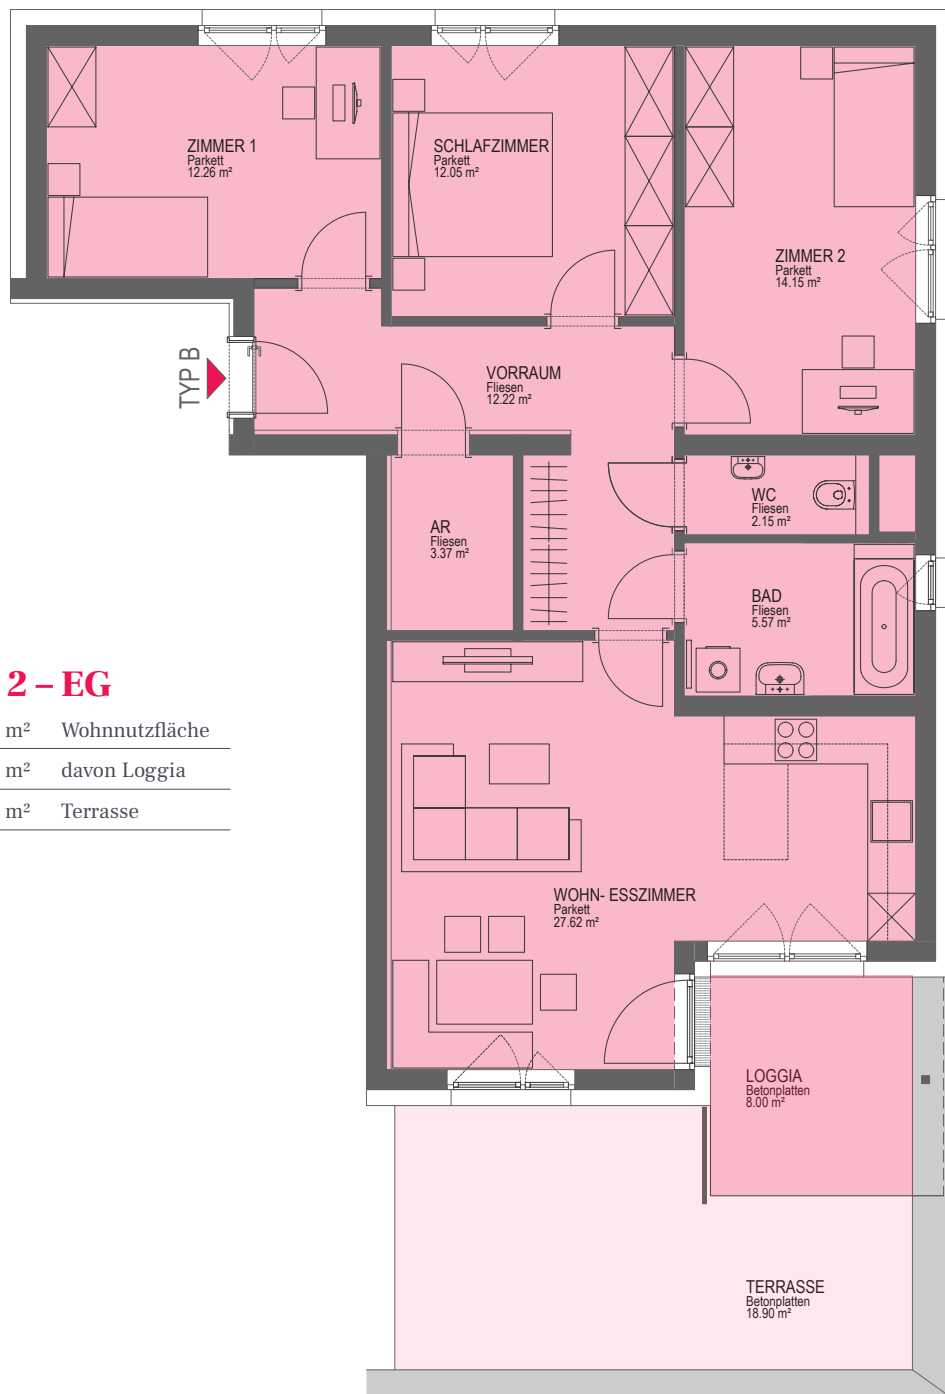 ZIMMER 1
Parkett
12.26 m²
SCHLAFZIMMER
Parkett
12.05 m²
ZIMMER 2
Parkett
14.15 m²
TYP B
VORRAUM
Fliesen
12.22 m²
AR
Fliesen
3.37 m²
WC
Fliesen
2.15 m²
BAD
Fliesen
5.57 m²
2 – EG
m² Wohnnutzfläche
m² davon Loggia
m² Terrasse
WOHN- ESSZIMMER
Parkett
27.62 m²
LOGGIA
Betonplatten
8.00 m²
TERRASSE
Betonplatten
18.90 m²